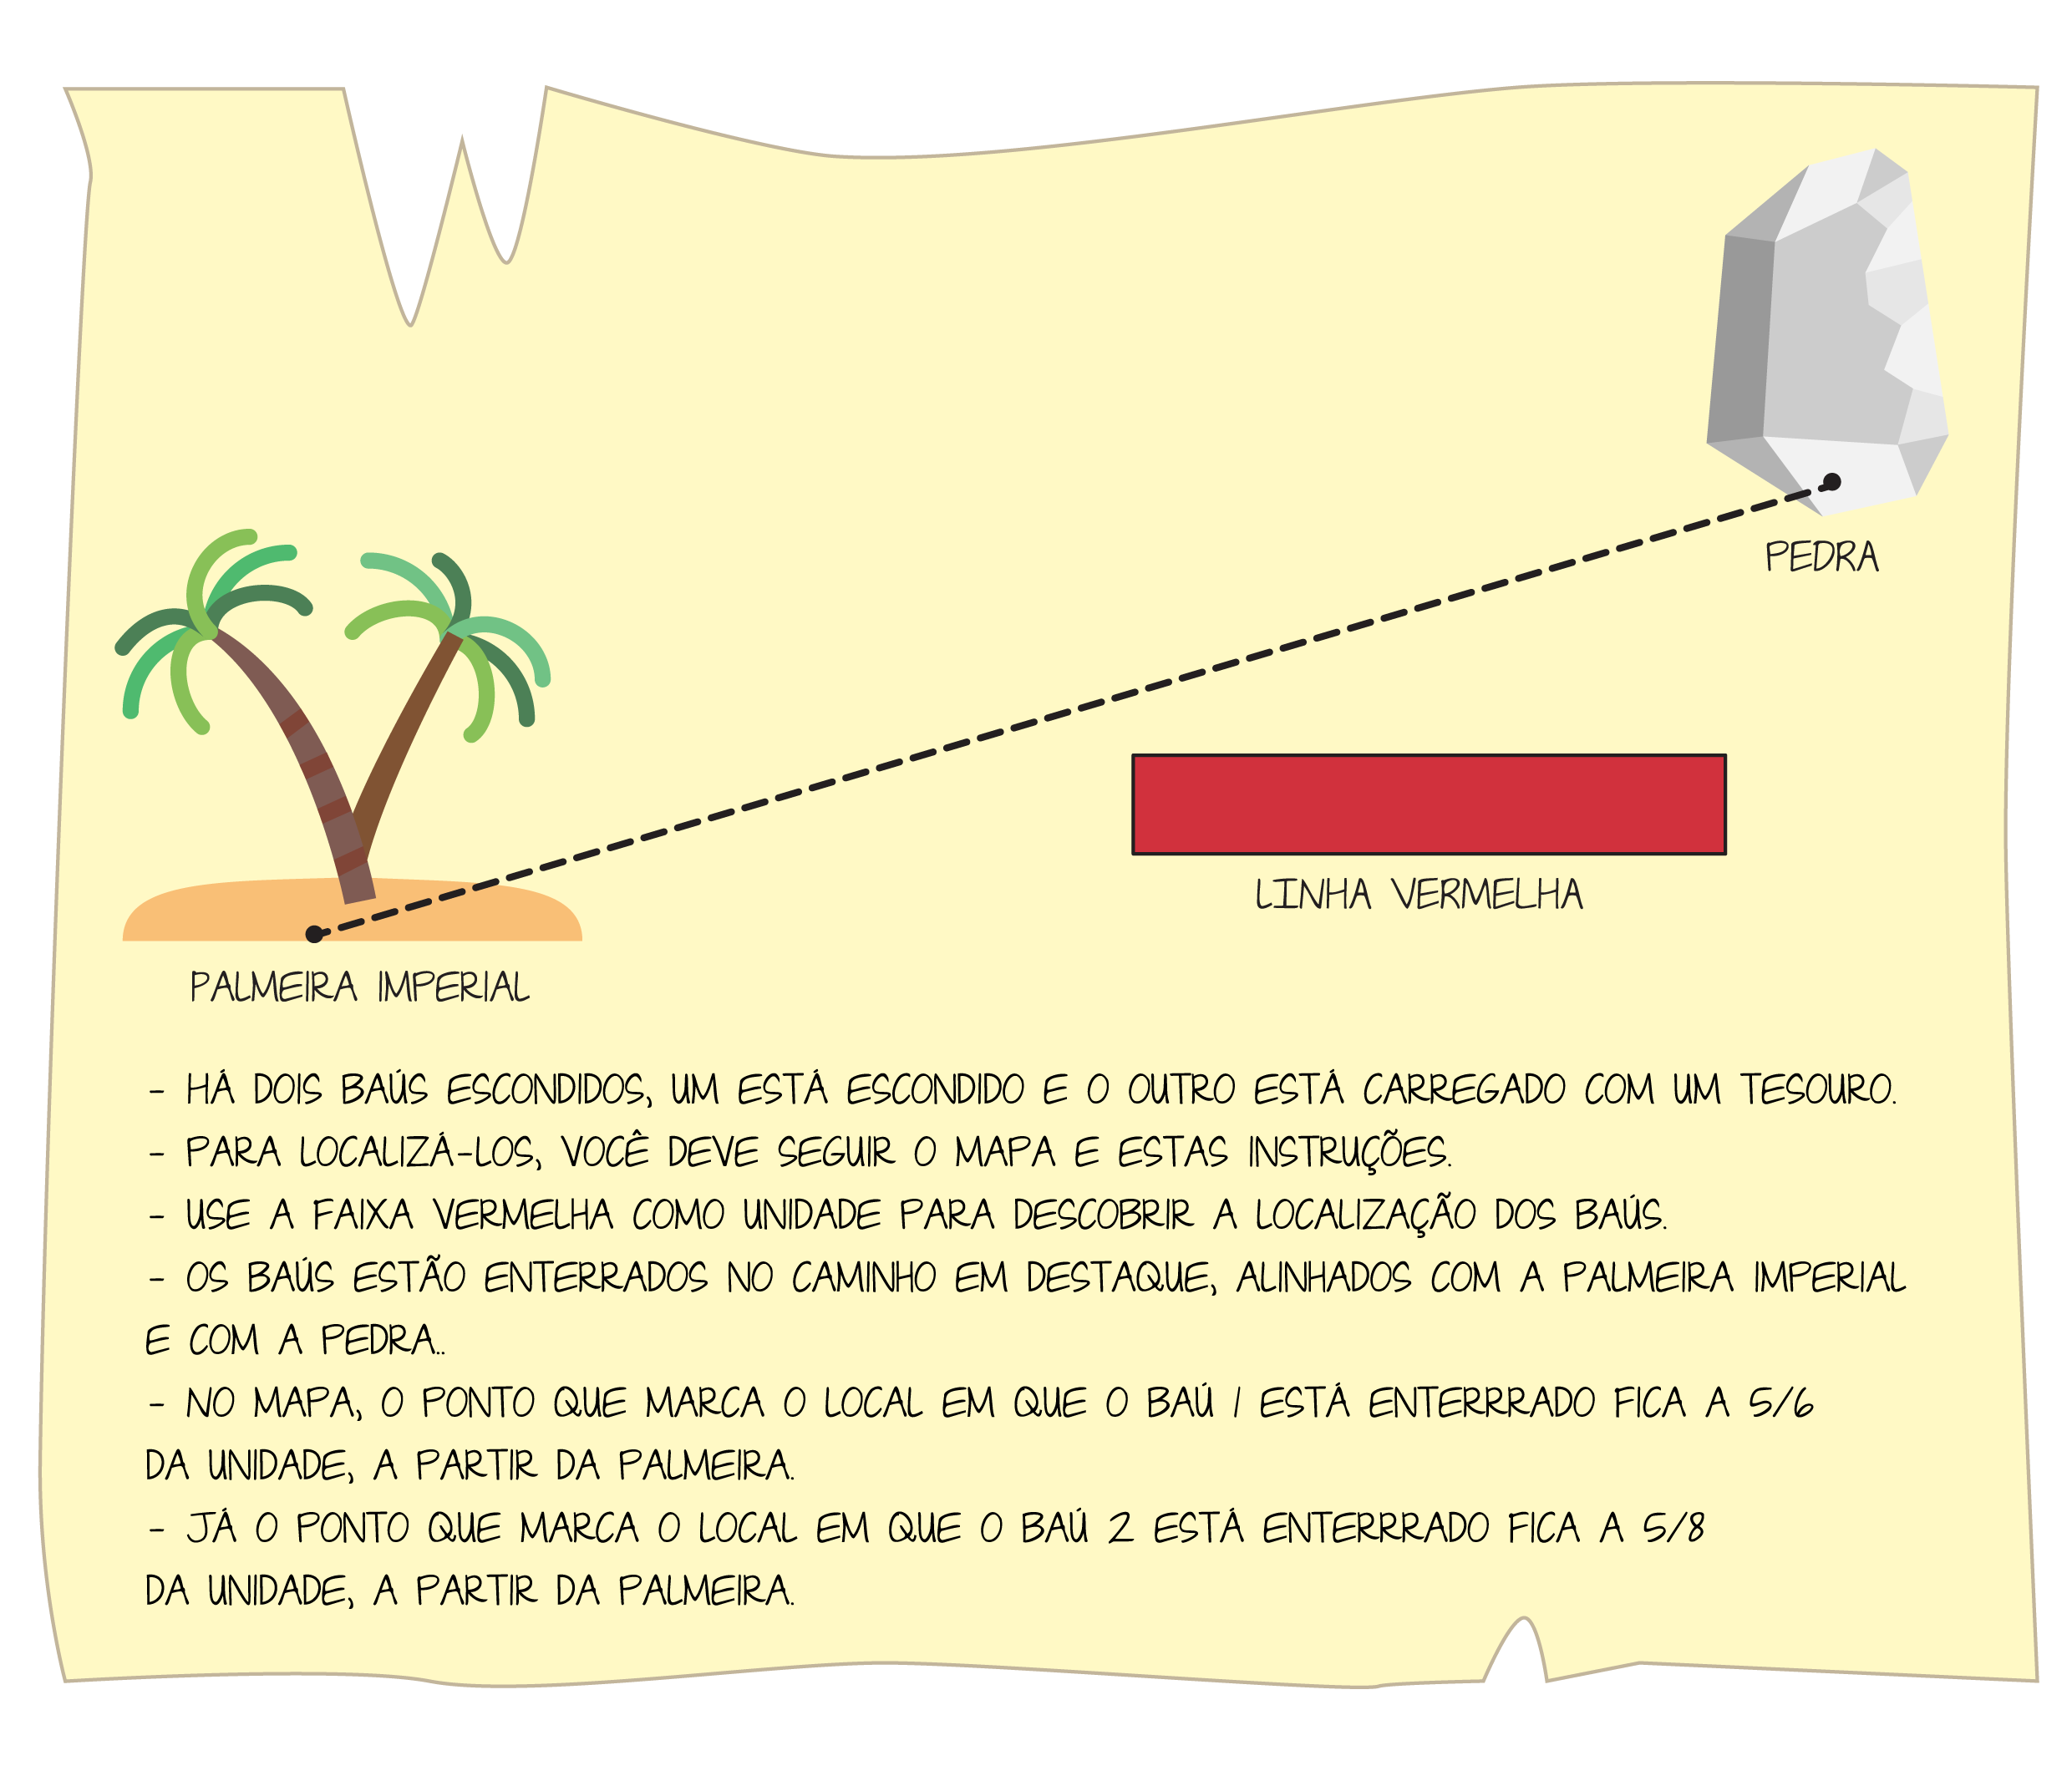 PEDRA
LINHA VERMELHA
PALMEIRA IMPERIAL
- HÁ DOIS BAÚS ESCONDIDOS, UM ESTÁ ESCONDIDO E O OUTRO ESTÁ CARREGADO COM UM TESOURO.
- PARA LOCALIZÁ-LOS, VOCÊ DEVE SEGUIR O MAPA E ESTAS INSTRUÇÕES.
- USE A FAIXA VERMELHA COMO UNIDADE PARA DESCOBRIR A LOCALIZAÇÃO DOS BAÚS.
- OS BAÚS ESTÃO ENTERRADOS NO CAMINHO EM DESTAQUE, ALINHADOS COM A PALMEIRA IMPERIAL
E COM A PEDRA..
- NO MAPA, O PONTO QUE MARCA O LOCAL EM QUE O BAÚ 1 ESTÁ ENTERRRADO FICA A 5/6
DA UNIDADE, A PARTIR DA PALMEIRA.
- JÁ O PONTO QUE MARCA O LOCAL EM QUE O BAÚ 2 ESTÁ ENTERRRADO FICA A 5/8
DA UNIDADE, A PARTIR DA PALMEIRA.